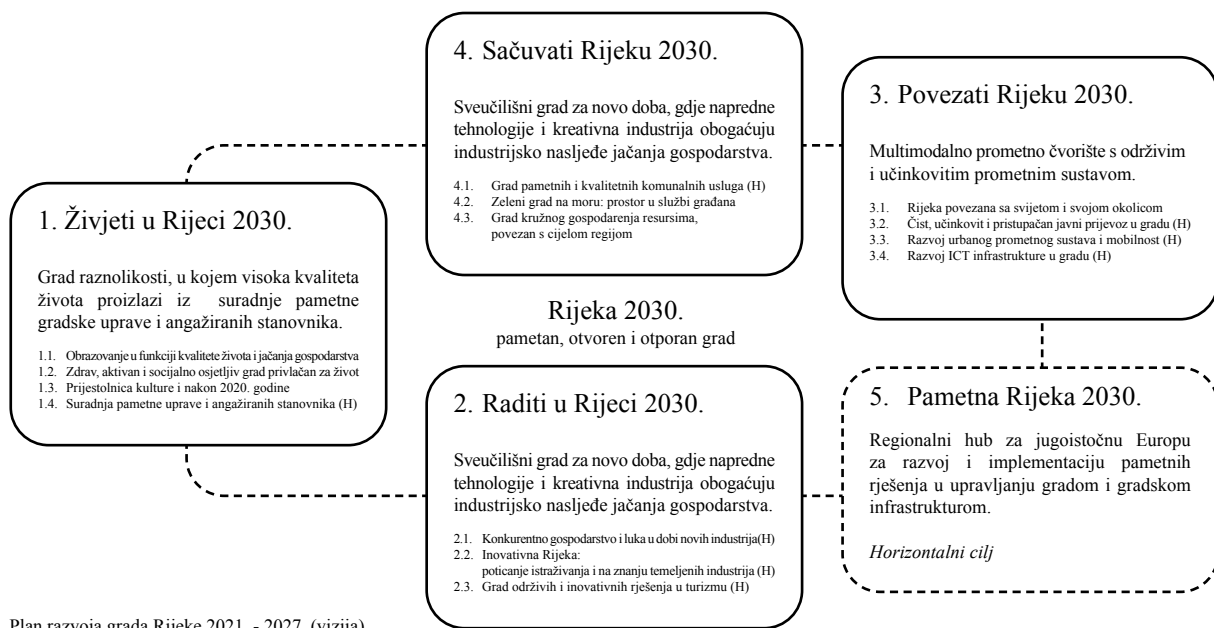 4. Sačuvati Rijeku 2030.
Sveučilišni grad za novo doba, gdje napredne
tehnologije i kreativna industrija obogaćuju
industrijsko nasljeđe jačanja gospodarstva.
4.1. Grad pametnih i kvalitetnih komunalnih usluga (H)
4.2. Zeleni grad na moru: prostor u službi građana
4.3. Grad kružnog gospodarenja resursima,
povezan s cijelom regijom
3. Povezati Rijeku 2030.
Multimodalno prometno čvorište s održivim
i učinkovitim prometnim sustavom.
3.1. Rijeka povezana sa svijetom i svojom okolicom
3.2. Čist, učinkovit i pristupačan javni prijevoz u gradu (H)
3.3. Razvoj urbanog prometnog sustava i mobilnost (H)
3.4. Razvoj ICT infrastrukture u gradu (H)
1. Živjeti u Rijeci 2030.
Grad raznolikosti, u kojem visoka kvaliteta
života proizlazi iz suradnje pametne
gradske uprave i angažiranih stanovnika.
1.1. Obrazovanje u funkciji kvalitete života i jačanja gospodarstva
1.2. Zdrav, aktivan i socijalno osjetljiv grad privlačan za život
1.3. Prijestolnica kulture i nakon 2020. godine
1.4. Suradnja pametne uprave i angažiranih stanovnika (H)
Rijeka 2030.
pametan, otvoren i otporan grad
2. Raditi u Rijeci 2030.
Sveučilišni grad za novo doba, gdje napredne
tehnologije i kreativna industrija obogaćuju
industrijsko nasljeđe jačanja gospodarstva.
2.1. Konkurentno gospodarstvo i luka u dobi novih industrija(H)
2.2. Inovativna Rijeka:
poticanje istraživanja i na znanju temeljenih industrija (H)
2.3. Grad održivih i inovativnih rješenja u turizmu (H)
5. Pametna Rijeka 2030.
Regionalni hub za jugoistočnu Europu
za razvoj i implementaciju pametnih
rješenja u upravljanju gradom i gradskom
infrastrukturom.
Horizontalni cilj
Plan razvoja grada Rijeke 2021. - 2027. (vizija)